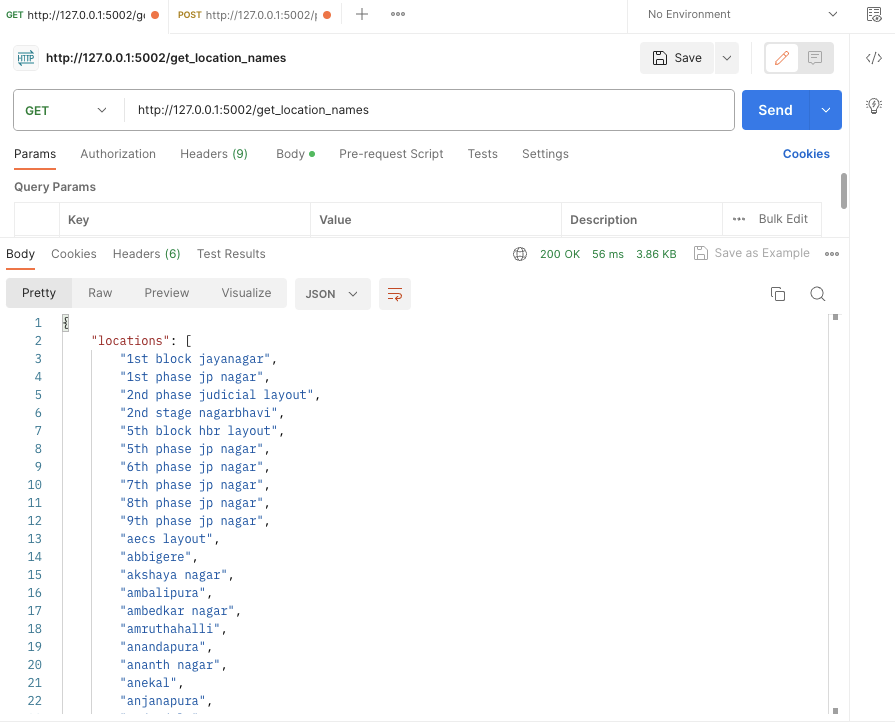 GET http://127.0.0.1:5002/ge POST http://127.0.0.1:5002/ No Environment
HTTP http://127.0.0.1:5002/get_location_names Save
GET http://127.0.0.1:5002/get_location_names Send
Params Authorization Headers (9) Body Pre-request Script Tests Settings Cookies
Query Params
Key Value Description Bulk Edit
Body Cookies Headers (6) Test Results 200 OK 56 ms 3.86 KB Save as Example
Pretty Raw Preview Visualize JSON
1 {
2 "locations": [
3 "1st block jayanagar",
4 "1st phase jp nagar",
5 "2nd phase judicial layout",
6 "2nd stage nagarbhavi",
7 "5th block hbr layout",
8 "5th phase jp nagar",
9 "6th phase jp nagar",
10 "7th phase jp nagar",
11 "8th phase jp nagar",
12 "9th phase jp nagar",
13 "aecs layout",
14 "abbigere",
15 "akshaya nagar",
16 "ambalipura",
17 "ambedkar nagar",
18 "amruthahalli",
19 "anandapura",
20 "ananth nagar",
21 "anekal",
22 "anjanapura",